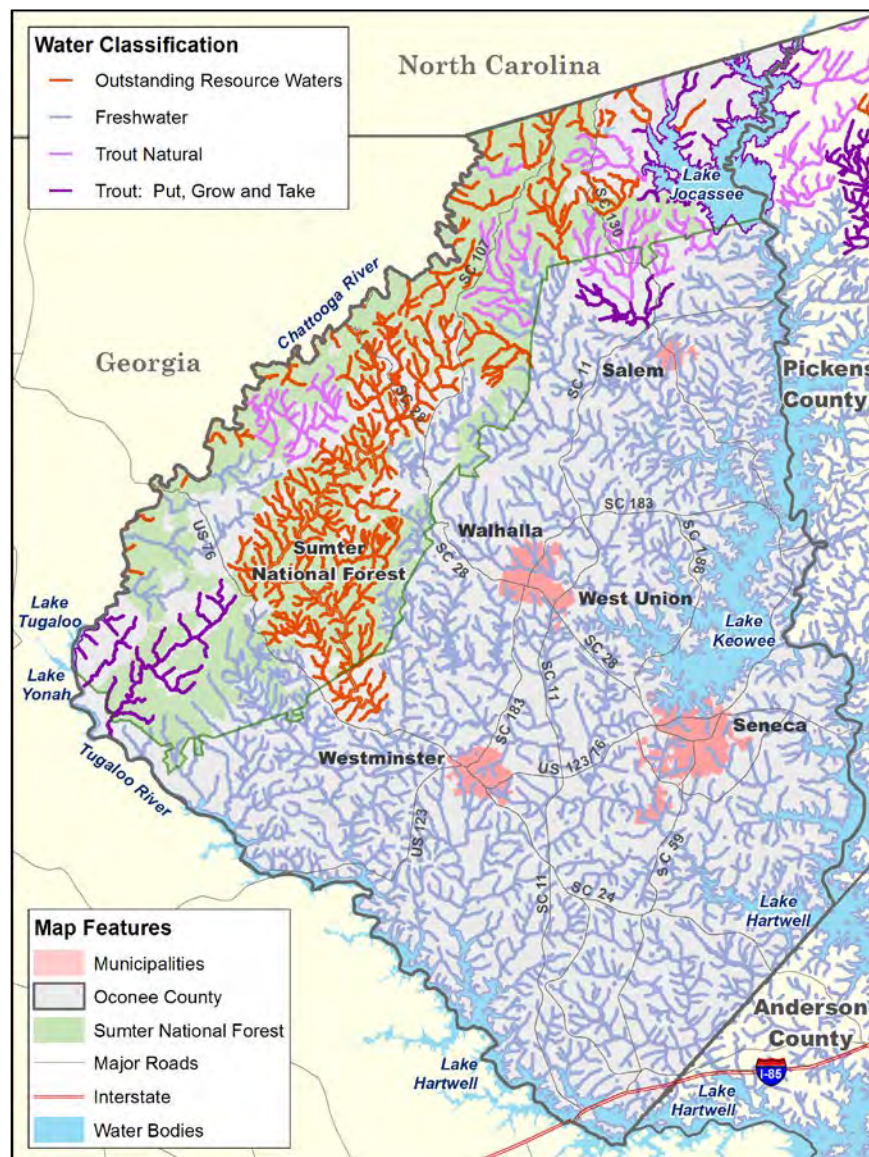 Water Classification
Outstanding Resource Waters
Freshwater
Trout Natural
Trout: Put, Grow and Take
North Carolina
Lake
Jocassee
SC 130
SC 107
Chattooga River
Georgia
SC 11
Salem
Pickens
County
SC 28
US 76
SC 183
Walhalla
SC 28
SC 188
Sumter
National Forest
West Union
Lake
Tugaloo
Lake
Keowee
SC 28
Lake
Yonah
SC 11
SC 183
Seneca
Westminster
US 123/76
Tugaloo River
US 123
SC 59
SC 24
SC 11
Lake
Hartwell
Map Features
Municipalities
Oconee County
Sumter National Forest
Major Roads
Interstate
Water Bodies
Anderson
County
I-85
Lake
Hartwell
Lake
Hartwell